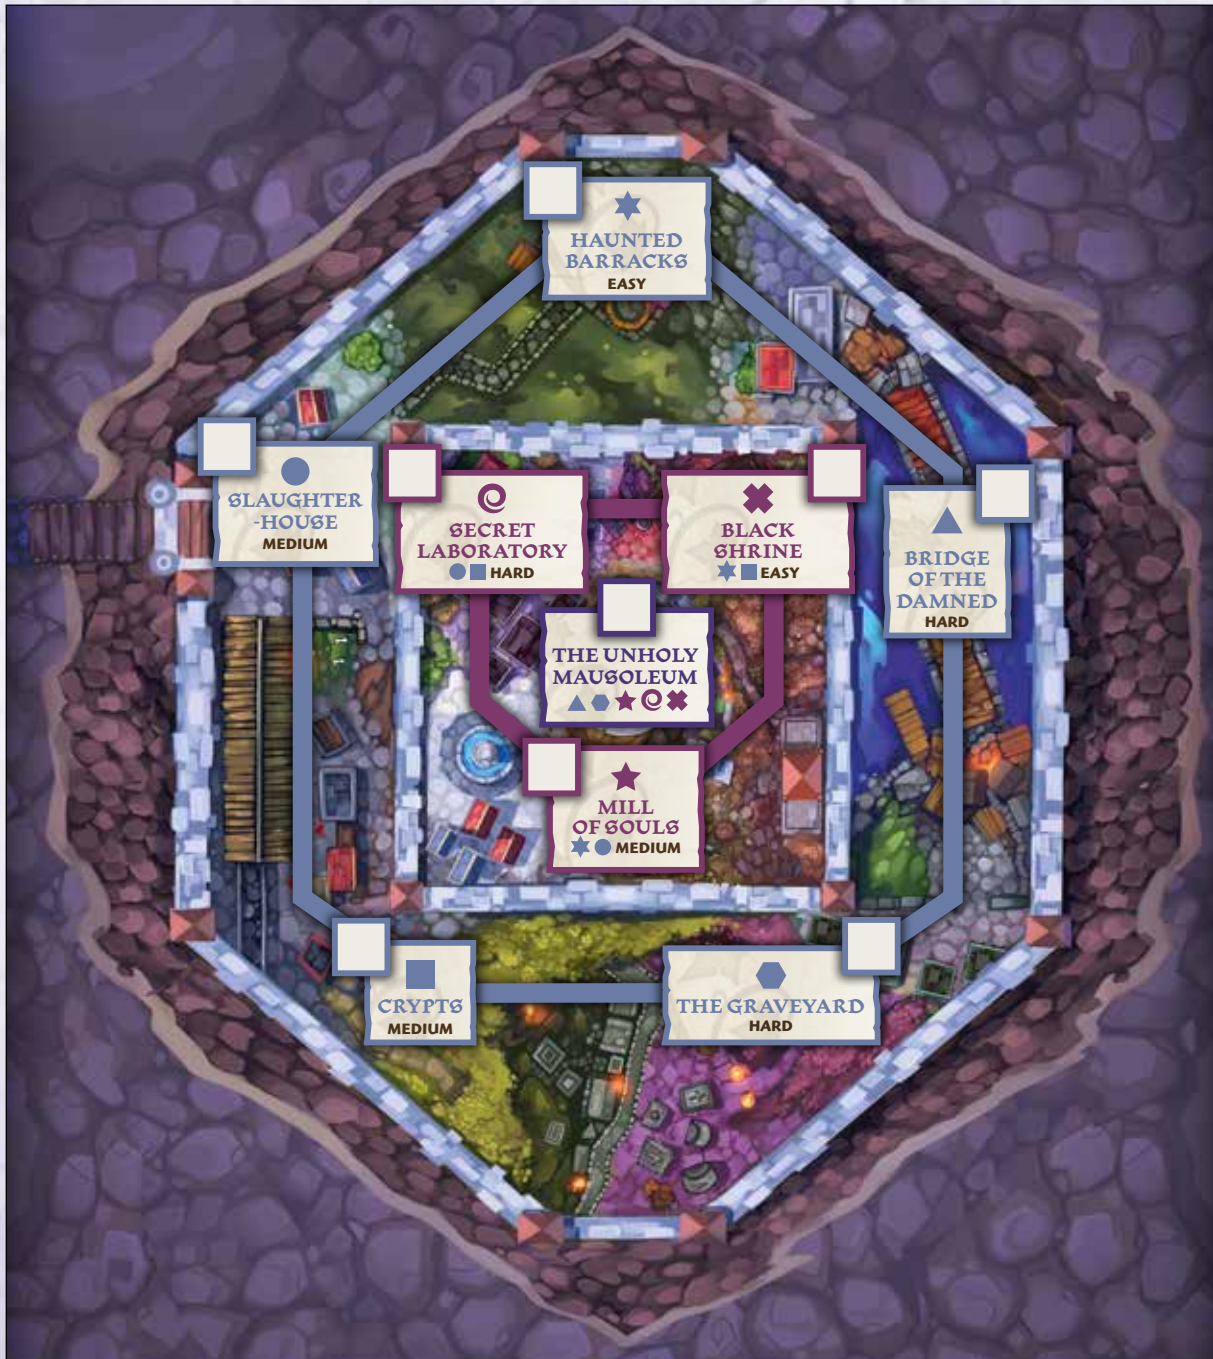 HAUNTED
BARRACKS
EASY
SLAUGHTER
-HOUSE
MEDIUM
SECRET
LABORATORY
HARD
BLACK
SHRINE
EASY
BRIDGE
OF THE
DAMNED
HARD
THE UNHOLY
MAUSOLEUM
MILL
OF SOULS
MEDIUM
CRYPTS
MEDIUM
THE GRAVEYARD
HARD